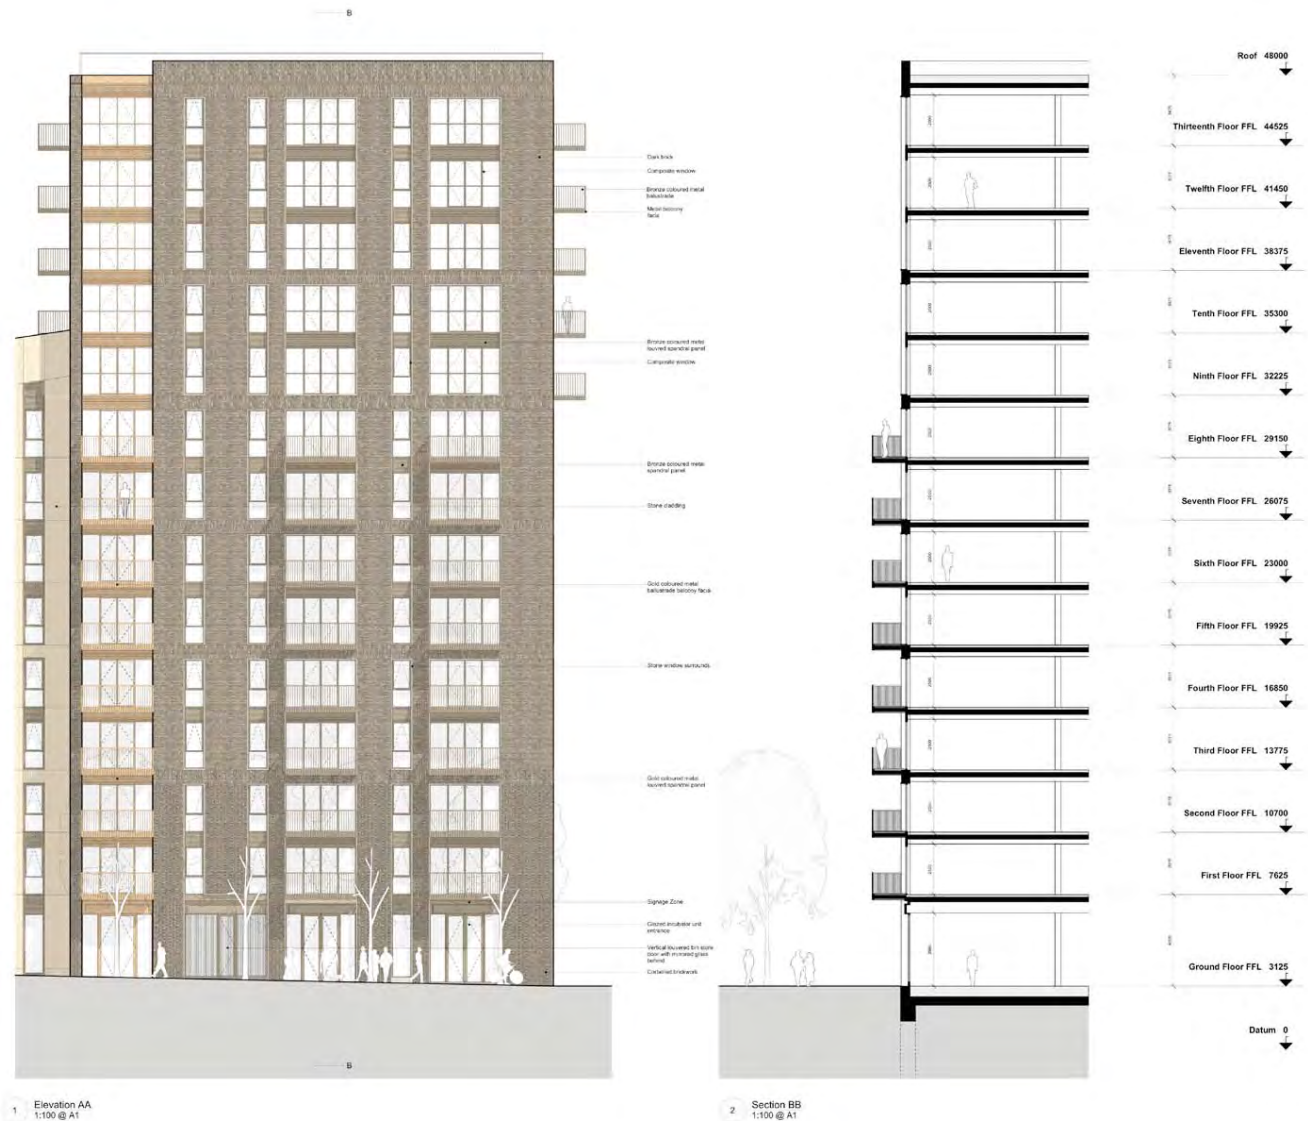 B
Dark brick
Composite window
Bronze coloured metal
balustrade
Metal balcony
facia
Bronze coloured metal
louvred spandrel panel
Composite window
Bronze coloured metal
spandrel panel
Stone cladding
Gold coloured metal
balustrade balcony facia
Stone window surrounds
Gold coloured metal
louvred spandrel panel
Signage Zone
Glazed incubator unit
entrance
Vertical louvered bin store
door with mirrored glass
behind
Corbelled brickwork
B
1
Elevation AA
1:100 @ A1
Roof 48000
Thirteenth Floor FFL 44525
Twelfth Floor FFL 41450
Eleventh Floor FFL 38375
Tenth Floor FFL 35300
Ninth Floor FFL 32225
Eighth Floor FFL 29150
Seventh Floor FFL 26075
Sixth Floor FFL 23000
Fifth Floor FFL 19925
Fourth Floor FFL 16850
Third Floor FFL 13775
Second Floor FFL 10700
First Floor FFL 7625
Ground Floor FFL 3125
Datum 0
2
Section BB
1:100 @ A1